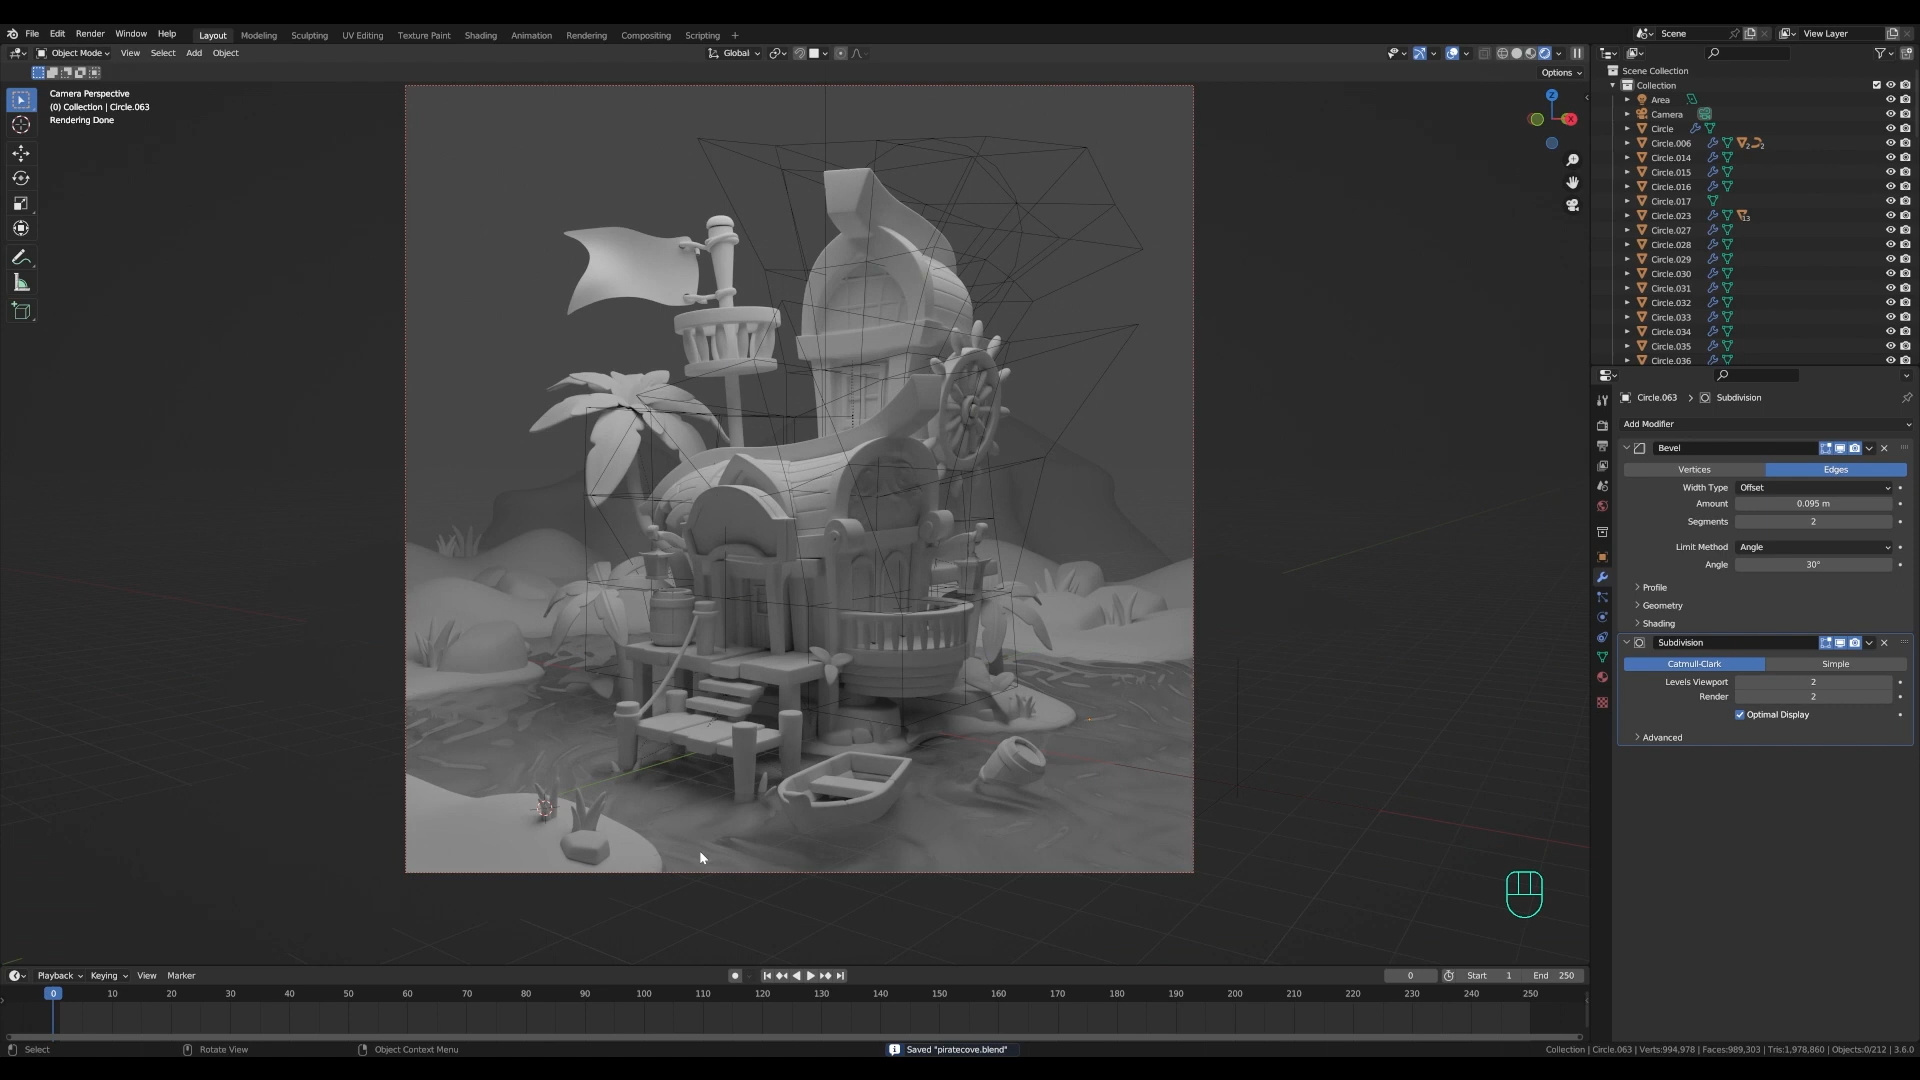 File Edit Render Window Help Layout Modeling Sculpting UV Editing Texture Paint Shading Animation Rendering Compositing Scripting + Scene View Layer
Object Mode View Select Add Object Global
Options
Camera Perspective
(0) Collection | Circle.063
Rendering Done
Z
X
Scene Collection
Collection
Area
Camera
Circle
Circle.006 2 2
Circle.014
Circle.015
Circle.016
Circle.017
Circle.023 13
Circle.027
Circle.028
Circle.029
Circle.030
Circle.031
Circle.032
Circle.033
Circle.034
Circle.035
Circle.036
Circle.063 > Subdivision
Add Modifier
Bevel
Vertices Edges
Width Type Offset
Amount 0.095 m
Segments 2
Limit Method Angle
Angle 30°
Profile
Geometry
Shading
Subdivision
Catmull-Clark Simple
Levels Viewport 2
Render 2
Optimal Display
Advanced
Playback Keying View Marker 0 Start 1 End 250
0 10 20 30 40 50 60 70 80 90 100 110 120 130 140 150 160 170 180 190 200 210 220 230 240 250
Select Rotate View Object Context Menu Saved "piratecove.blend" Collection | Circle.063 | Verts:994,978 | Faces:989,303 | Tris:1,978,860 | Objects:0/212 | 3.6.0